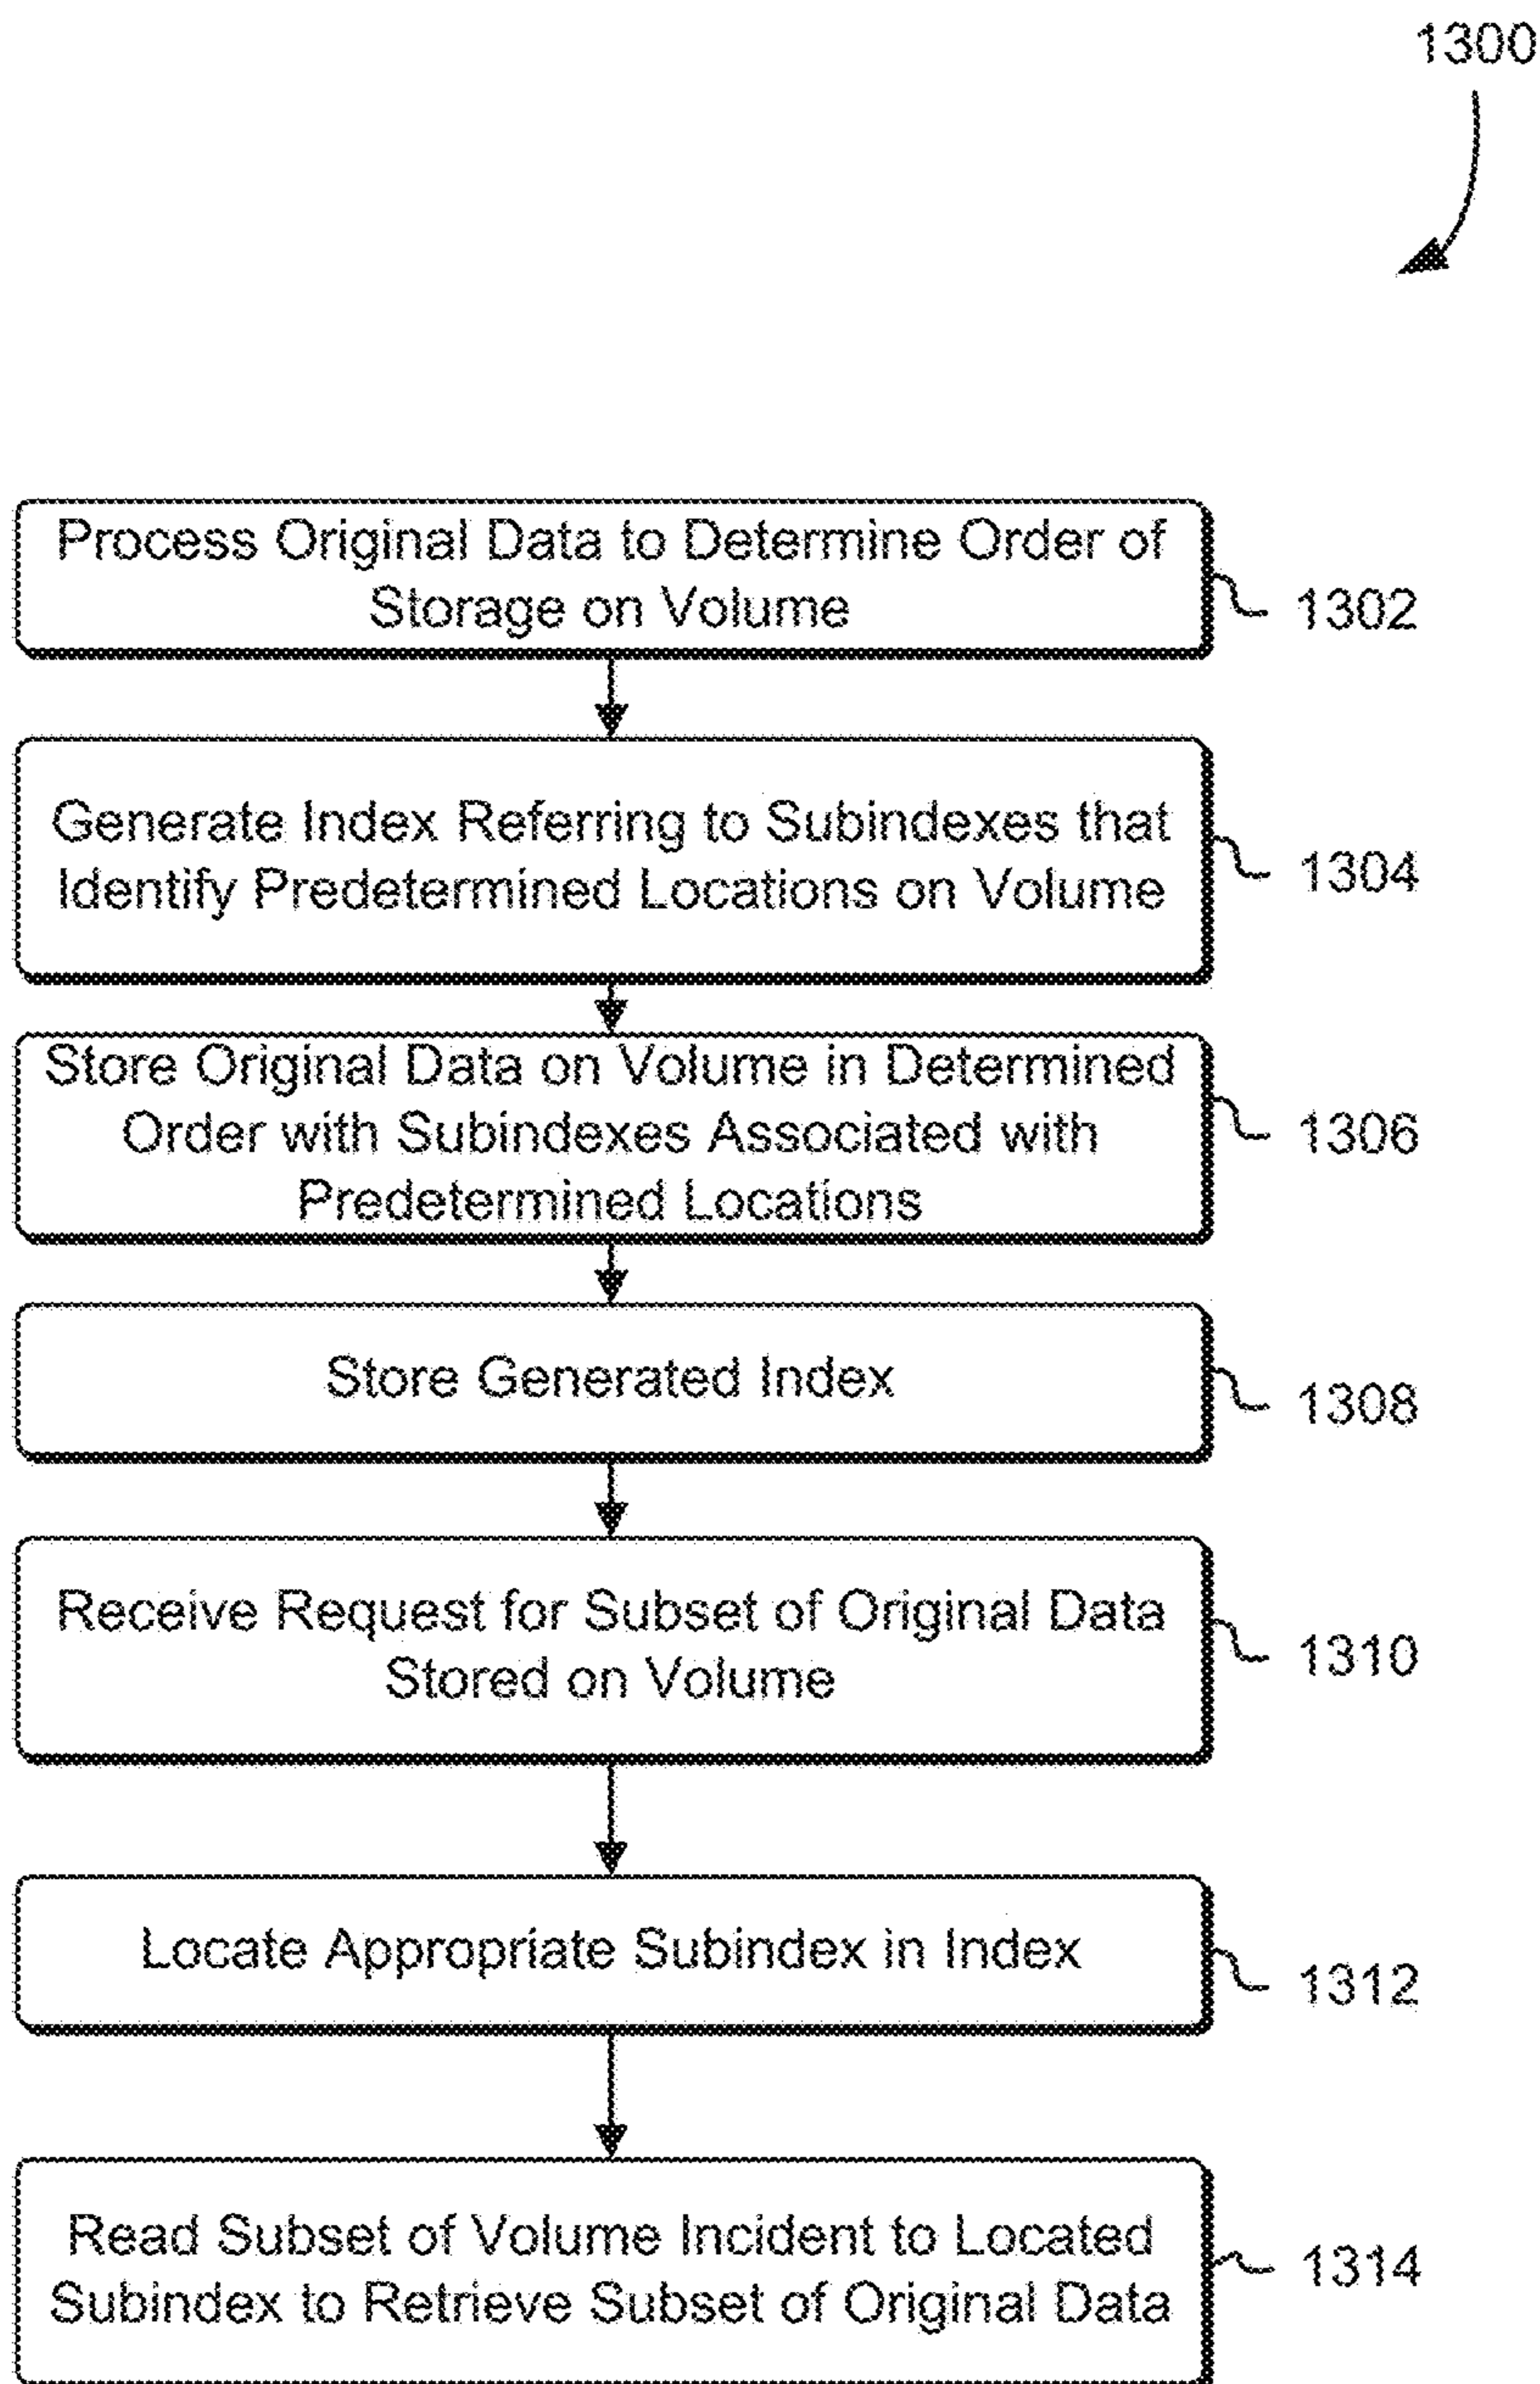 1300
Process Original Data to Determine Order of
Storage on Volume
1302
Generate Index Referring to Subindexes that
Identify Predetermined Locations on Volume
1304
Store Original Data on Volume in Determined
Order with Subindexes Associated with
Predetermined Locations
1306
Store Generated Index
1308
Receive Request for Subset of Original Data
Stored on Volume
1310
Locate Appropriate Subindex in Index
1312
Read Subset of Volume Incident to Located
Subindex to Retrieve Subset of Original Data
1314